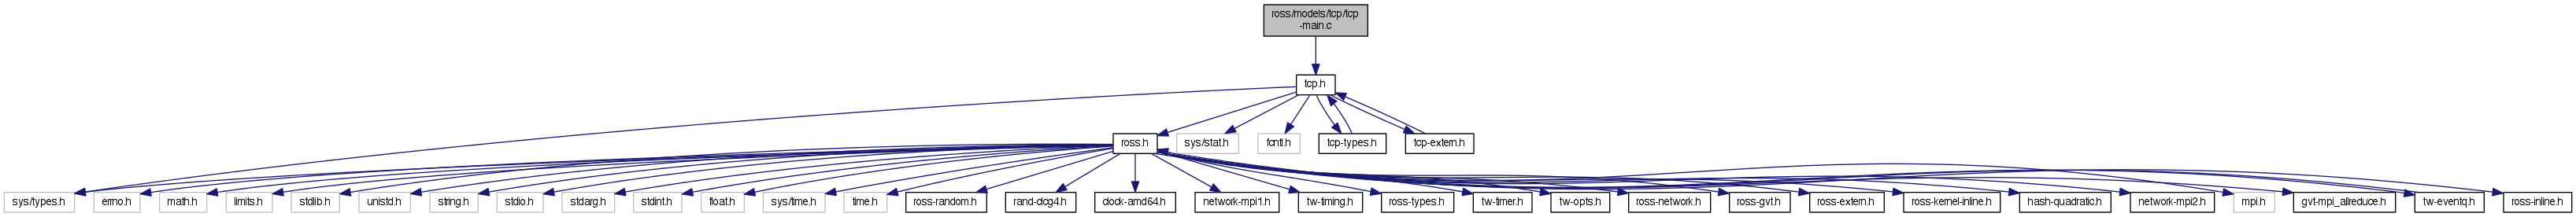 ross/models/tcp/tcp
-main.c
tcp.h
ross.h
sys/stat.h
fcntl.h
tcp-types.h
tcp-extern.h
sys/types.h
errno.h
math.h
limits.h
stdlib.h
unistd.h
string.h
stdio.h
stdarg.h
stdint.h
float.h
sys/time.h
time.h
ross-random.h
rand-clcg4.h
clock-amd64.h
network-mpi1.h
tw-timing.h
ross-types.h
tw-timer.h
tw-opts.h
ross-network.h
ross-gvt.h
ross-extern.h
ross-kernel-inline.h
hash-quadratic.h
network-mpi2.h
mpi.h
gvt-mpi_allreduce.h
tw-eventq.h
ross-inline.h